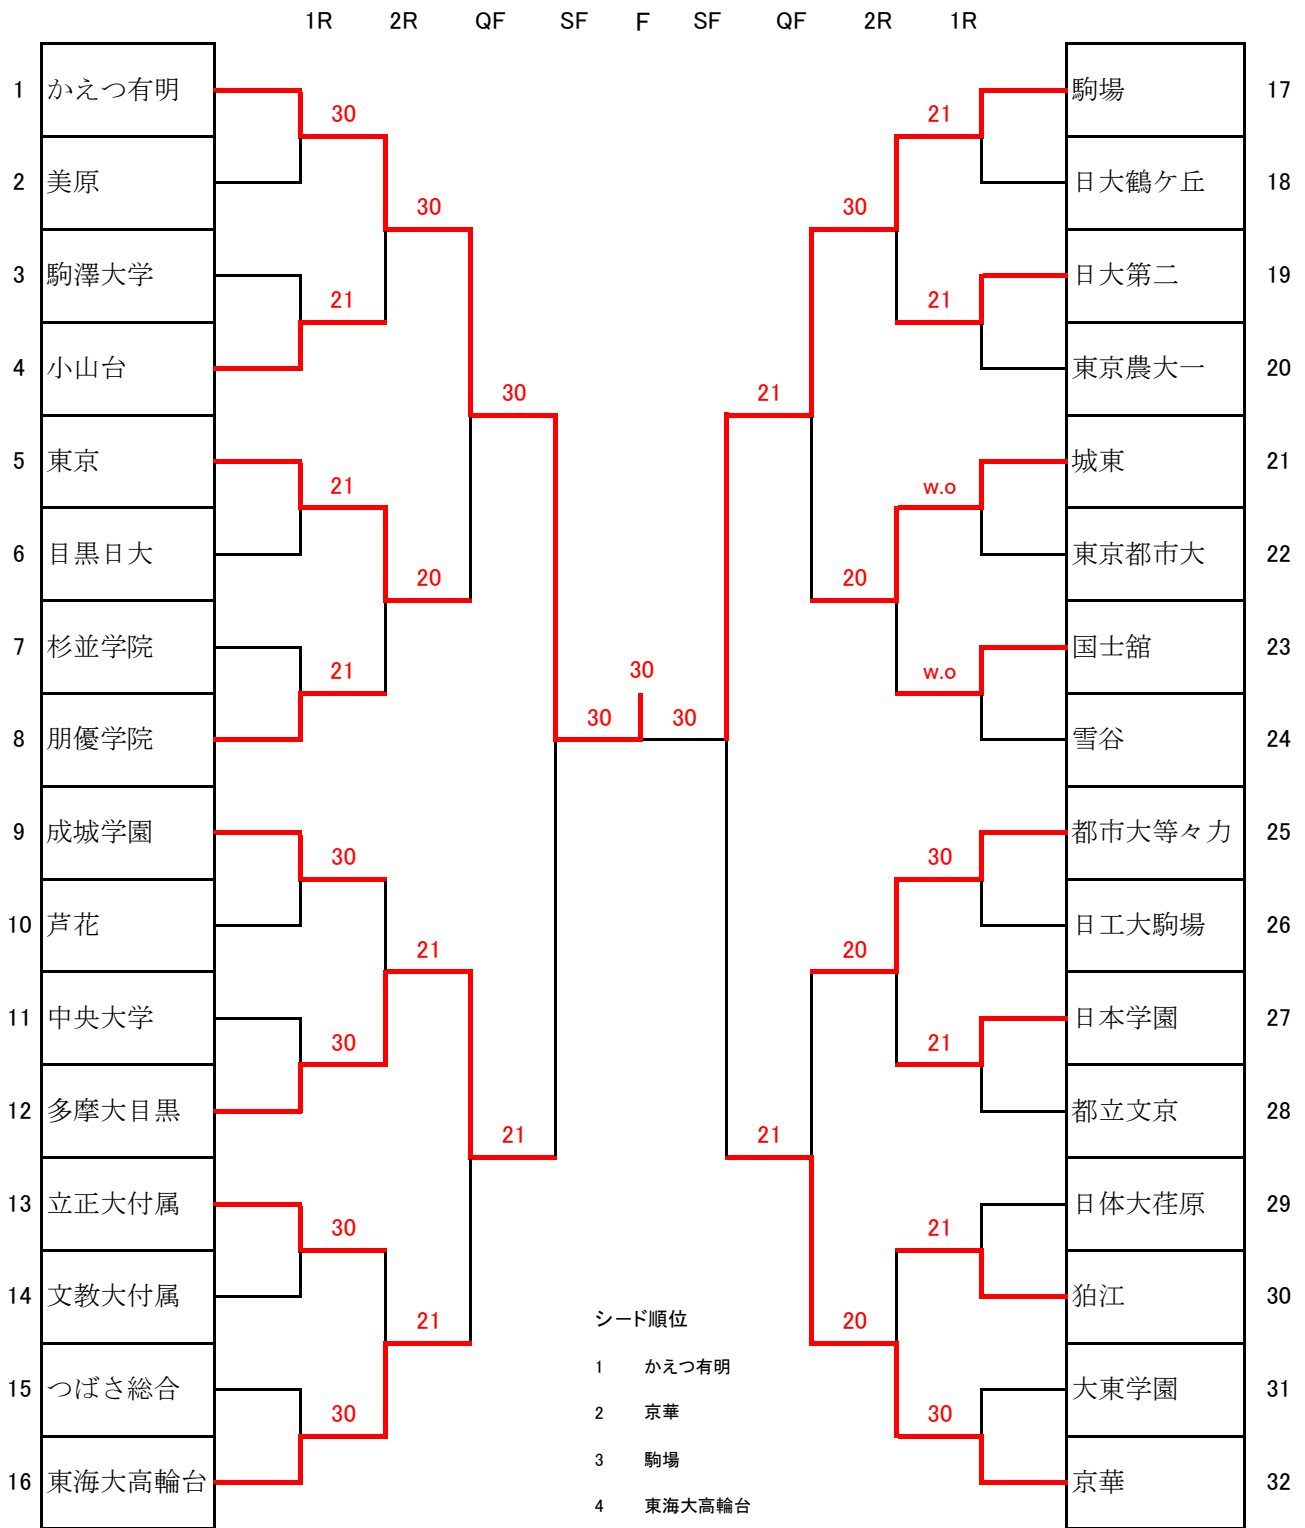 1R 2R QF SF F SF QF 2R 1R
1 かえつ有明 駒場 17
30 21
2 美原 日大鶴ケ丘 18
30 30
3 駒澤大学 日大第二 19
21 21
4 小山台 東京農大一 20
30 21
5 東京 城東 21
21 w.o
6 目黒日大 東京都市大 22
20 20
7 杉並学院 国士舘 23
21 30 w.o
30 30
8 朋優学院 雪谷 24
9 成城学園 都市大等々力 25
30 30
10 芦花 日工大駒場 26
21 20
11 中央大学 日本学園 27
30 21
12 多摩大目黒 都立文京 28
21 21
13 立正大付属 日体大荏原 29
30 21
14 文教大付属 狛江 30
シード順位
21 20
1 かえつ有明
15 つばさ総合 大東学園 31
2 京華
30 30
3 駒場
16 東海大高輪台 京華 32
4 東海大高輪台